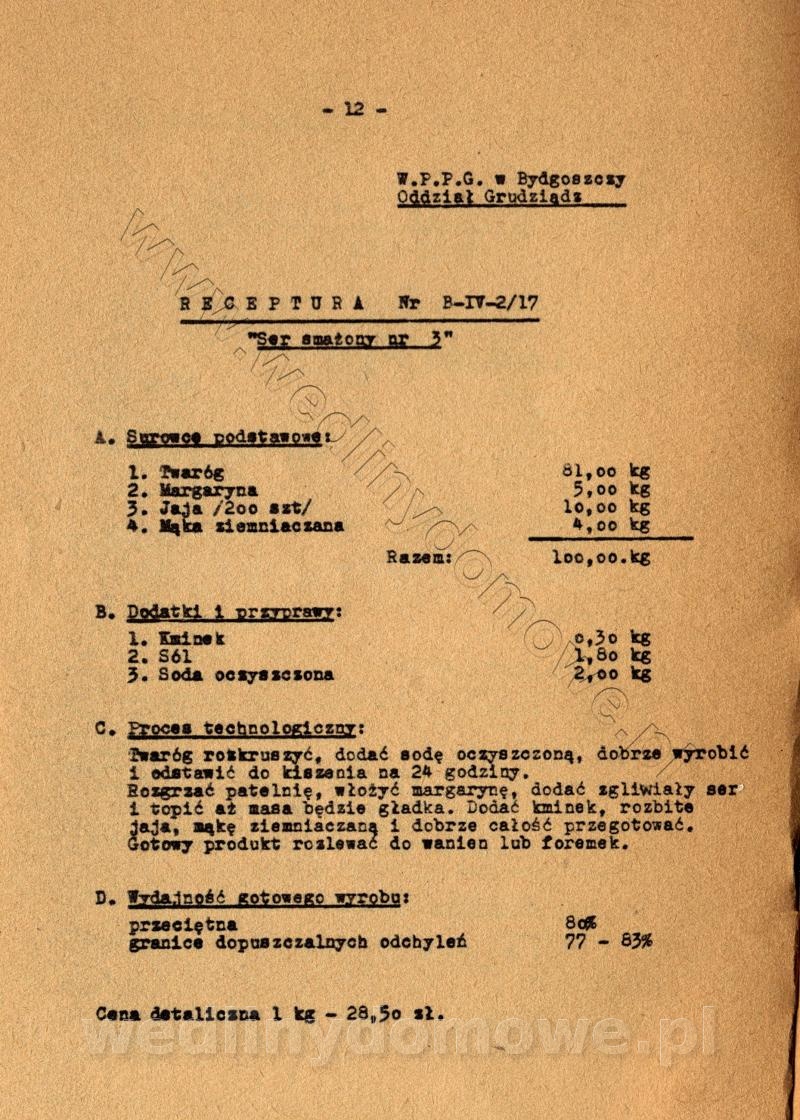 - 12 -
W.P.P.G. w Bydgoszczy
Oddział Grudziądz
RECEPTURA Nr B-IV-2/17
"Ser smażony nr 3"
A. Surowce podstawowe:
1. Twaróg 81,00 kg
2. Margaryna 5,00 kg
3. Jaja /200 szt/ 10,00 kg
4. Mąka ziemniaczana 4,00 kg
Razem: 100,00.kg
B. Dodatki i przyprawy:
1. Kminek 0,30 kg
2. Sól 1,80 kg
3. Soda oczyszczona 2,00 kg
C. Proces technologiczny:
Twaróg rozkruszyć, dodać sodę oczyszczoną, dobrze wyrobić
i odstawić do kiszenia na 24 godziny.
Rozgrzać patelnię, włożyć margarynę, dodać zgliwiały ser
i topić aż masa będzie gładka. Dodać kminek, rozbite
jaja, mąkę ziemniaczaną i dobrze całość przegotować.
Gotowy produkt rozlewać do wanien lub foremek.
D. Wydajność gotowego wyrobu:
przeciętna 80%
granice dopuszczalnych odchyleń 77 - 83%
Cena detaliczna 1 kg - 28,50 zł.
www.wedlinydomowe.pl
wedlinydomowe.pl